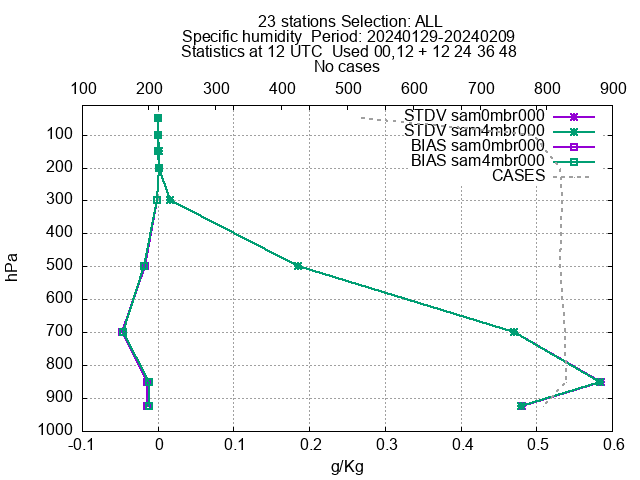 23 stations Selection: ALL
Specific humidity  Period: 20240129-20240209
Statistics at 12 UTC  Used 00,12 + 12 24 36 48
No cases
100 200 300 400 500 600 700 800 900
STDV sam0mbr000
STDV sam4mbr000
BIAS sam0mbr000
BIAS sam4mbr000
CASES
hPa
100
200
300
400
500
600
700
800
900
1000
-0.1 0 0.1 0.2 0.3 0.4 0.5 0.6
g/Kg